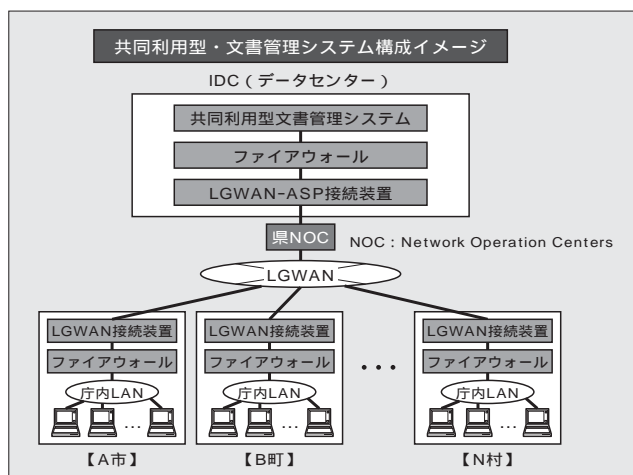 共同利用型・文書管理システム構成イメージ
IDC（データセンター）
共同利用型文書管理システム
ファイアウォール
LGWAN-ASP接続装置
県NOC
NOC：Network Operation Centers
LGWAN
LGWAN接続装置
ファイアウォール
庁内LAN
…
【A市】
LGWAN接続装置
ファイアウォール
庁内LAN
…
【B町】
…
LGWAN接続装置
ファイアウォール
庁内LAN
…
【N村】